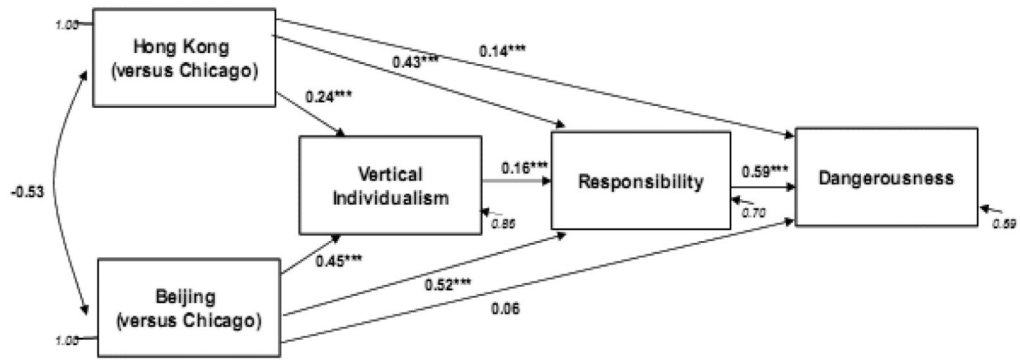 1.00
Hong Kong
(versus Chicago)
0.14***
0.43***
0.24***
-0.53
Vertical
Individualism
0.16***
Responsibility
0.59***
Dangerousness
0.85
0.70
0.59
0.45***
Beijing
(versus Chicago)
0.52***
0.06
1.00